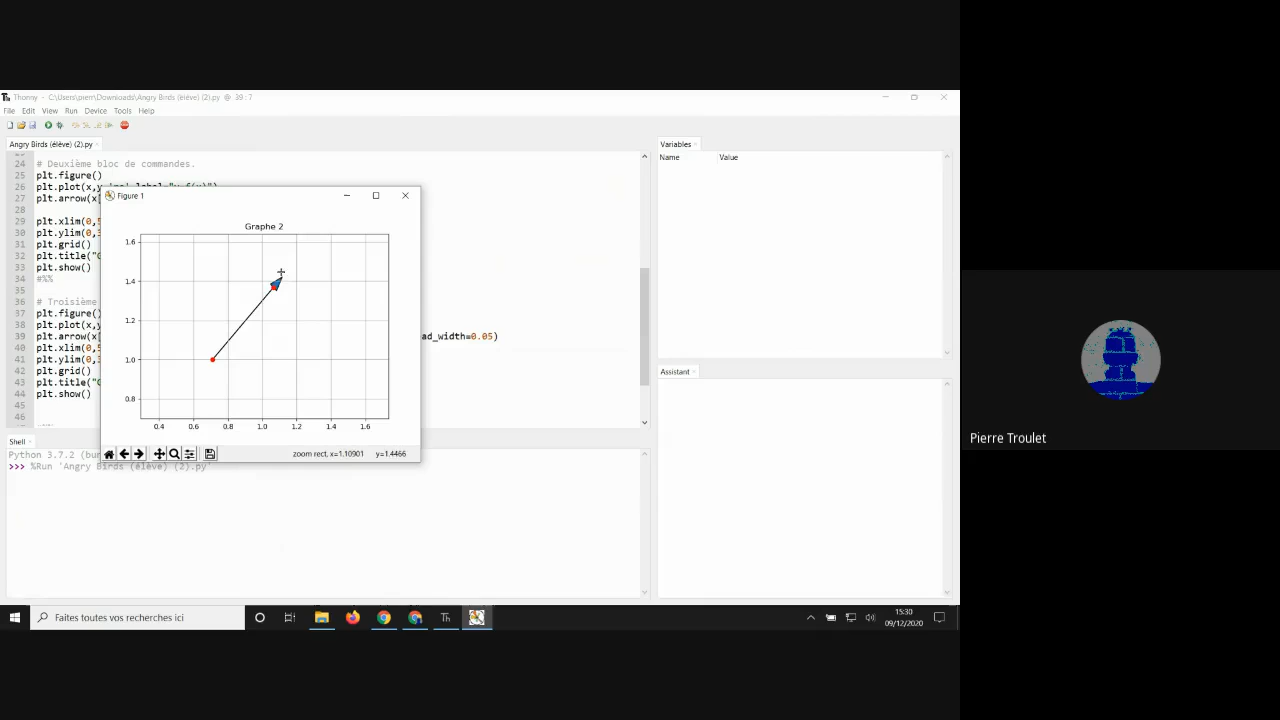 Thonny - C:\Users\pierr\Downloads\Angry Birds (élève) (2).py @ 39 : 7
File Edit View Run Device Tools Help
Angry Birds (élève) (2).py
24 # Deuxième bloc de commandes.
25 plt.figure()
26 plt.plot(x,y
27 plt.arrow(x[
28
29 plt.xlim(0,5
30 plt.ylim(0,3
31 plt.grid()
32 plt.title("G
33 plt.show()
34 #%%
35
36 # Troisième
37 plt.figure()
38 plt.plot(x,y
39 plt.arrow(x[ ad_width=0.05)
40 plt.xlim(0,5
41 plt.ylim(0,3
42 plt.grid()
43 plt.title("G
44 plt.show()
45
46
Figure 1
Graphe 2
1.6
1.4
1.2
1.0
0.8
0.4 0.6 0.8 1.0 1.2 1.4 1.6
zoom rect, x=1.10901 y=1.4466
Shell
Python 3.7.2 (bun
>>> %Run 'Angry Birds (élève) (2).py'
Variables
Name Value
Assistant
Pierre Troulet
Faites toutes vos recherches ici
Th
15:30
09/12/2020